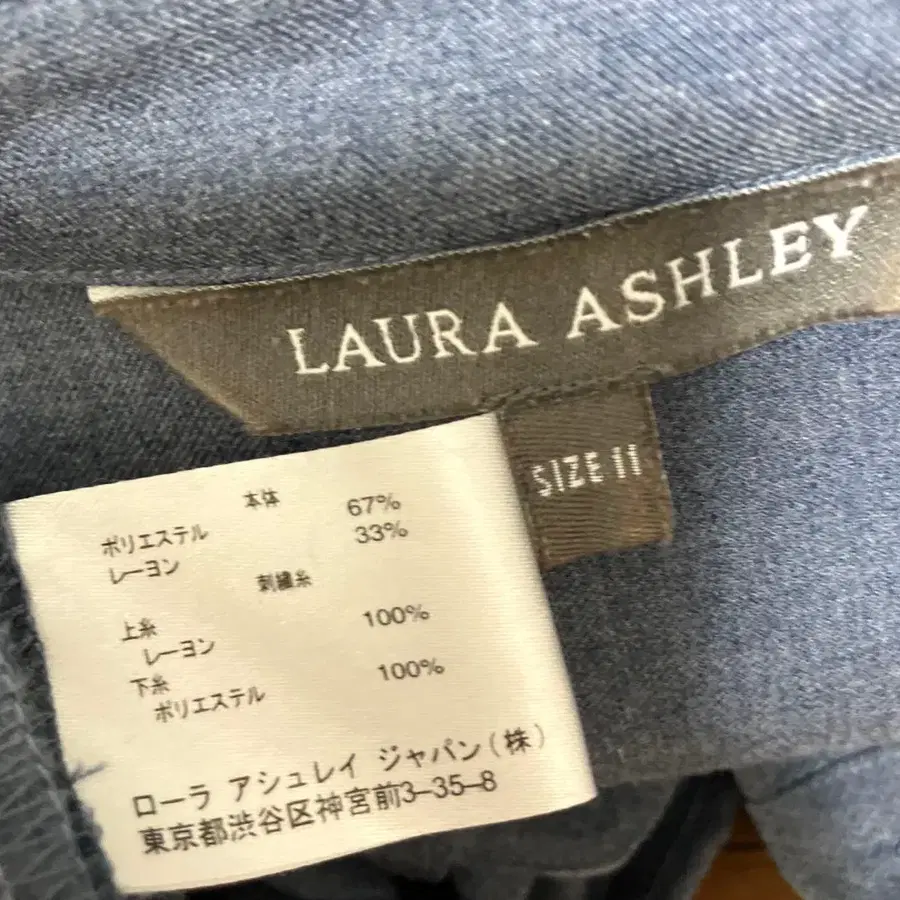 LAURA ASHLEY
SIZE 11
本体
ポリエステル 67%
レーヨン 33%
刺繍糸
上糸
レーヨン 100%
下糸
ポリエステル 100%
ローラ アシュレイ ジャパン(株)
東京都渋谷区神宮前3-35-8